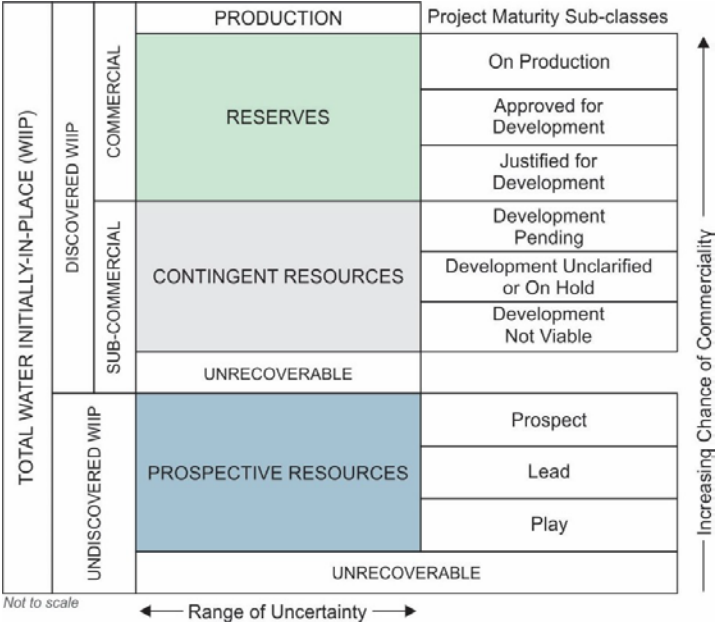 PRODUCTION
Project Maturity Sub-classes
TOTAL WATER INITIALLY-IN-PLACE (WIIP)
DISCOVERED WIIP
COMMERCIAL
RESERVES
On Production
Approved for
Development
Justified for
Development
SUB-COMMERCIAL
CONTINGENT RESOURCES
Development
Pending
Development Unclarified
or On Hold
Development
Not Viable
UNRECOVERABLE
UNDISCOVERED WIIP
PROSPECTIVE RESOURCES
Prospect
Lead
Play
UNRECOVERABLE
Increasing Chance of Commerciality
Not to scale
Range of Uncertainty